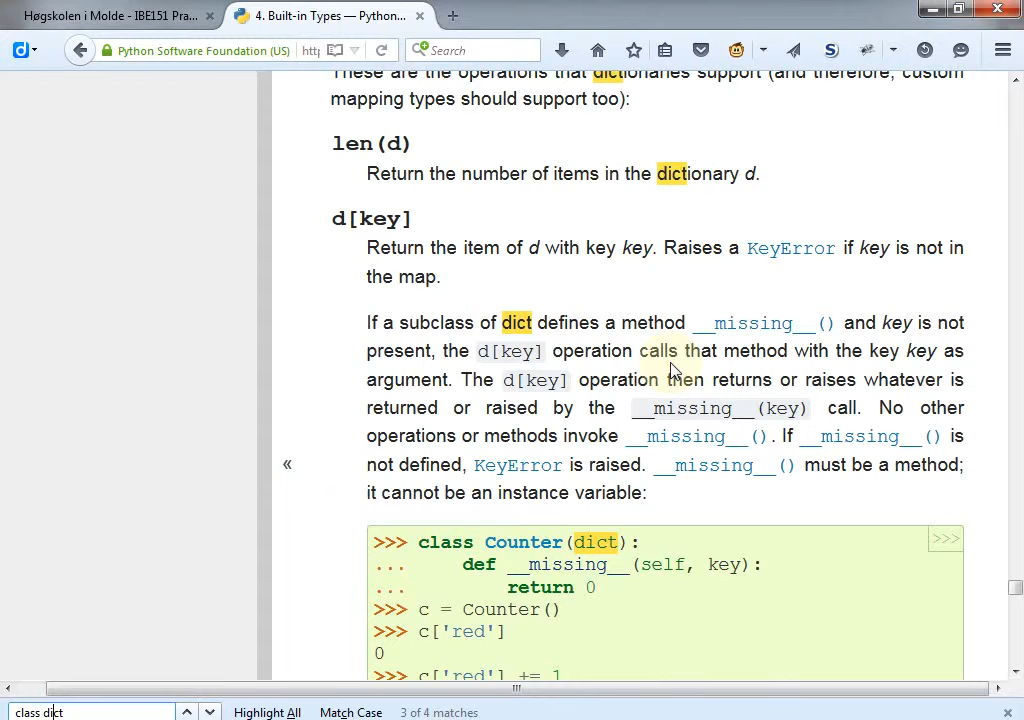 Høgskolen i Molde - IBE151 Pra...
4. Built-in Types — Python...
Python Software Foundation (US)
Search
These are the operations that dictionaries support (and therefore, custom
mapping types should support too):
len(d)
Return the number of items in the dictionary d.
d[key]
Return the item of d with key key. Raises a KeyError if key is not in
the map.
If a subclass of dict defines a method __missing__() and key is not
present, the d[key] operation calls that method with the key key as
argument. The d[key] operation then returns or raises whatever is
returned or raised by the __missing__(key) call. No other
operations or methods invoke __missing__(). If __missing__() is
not defined, KeyError is raised. __missing__() must be a method;
it cannot be an instance variable:
«
>>>
>>> class Counter(dict):
...     def __missing__(self, key):
...         return 0
>>> c = Counter()
>>> c['red']
0
>>> c['red'] += 1
class dict
Highlight All
Match Case
3 of 4 matches